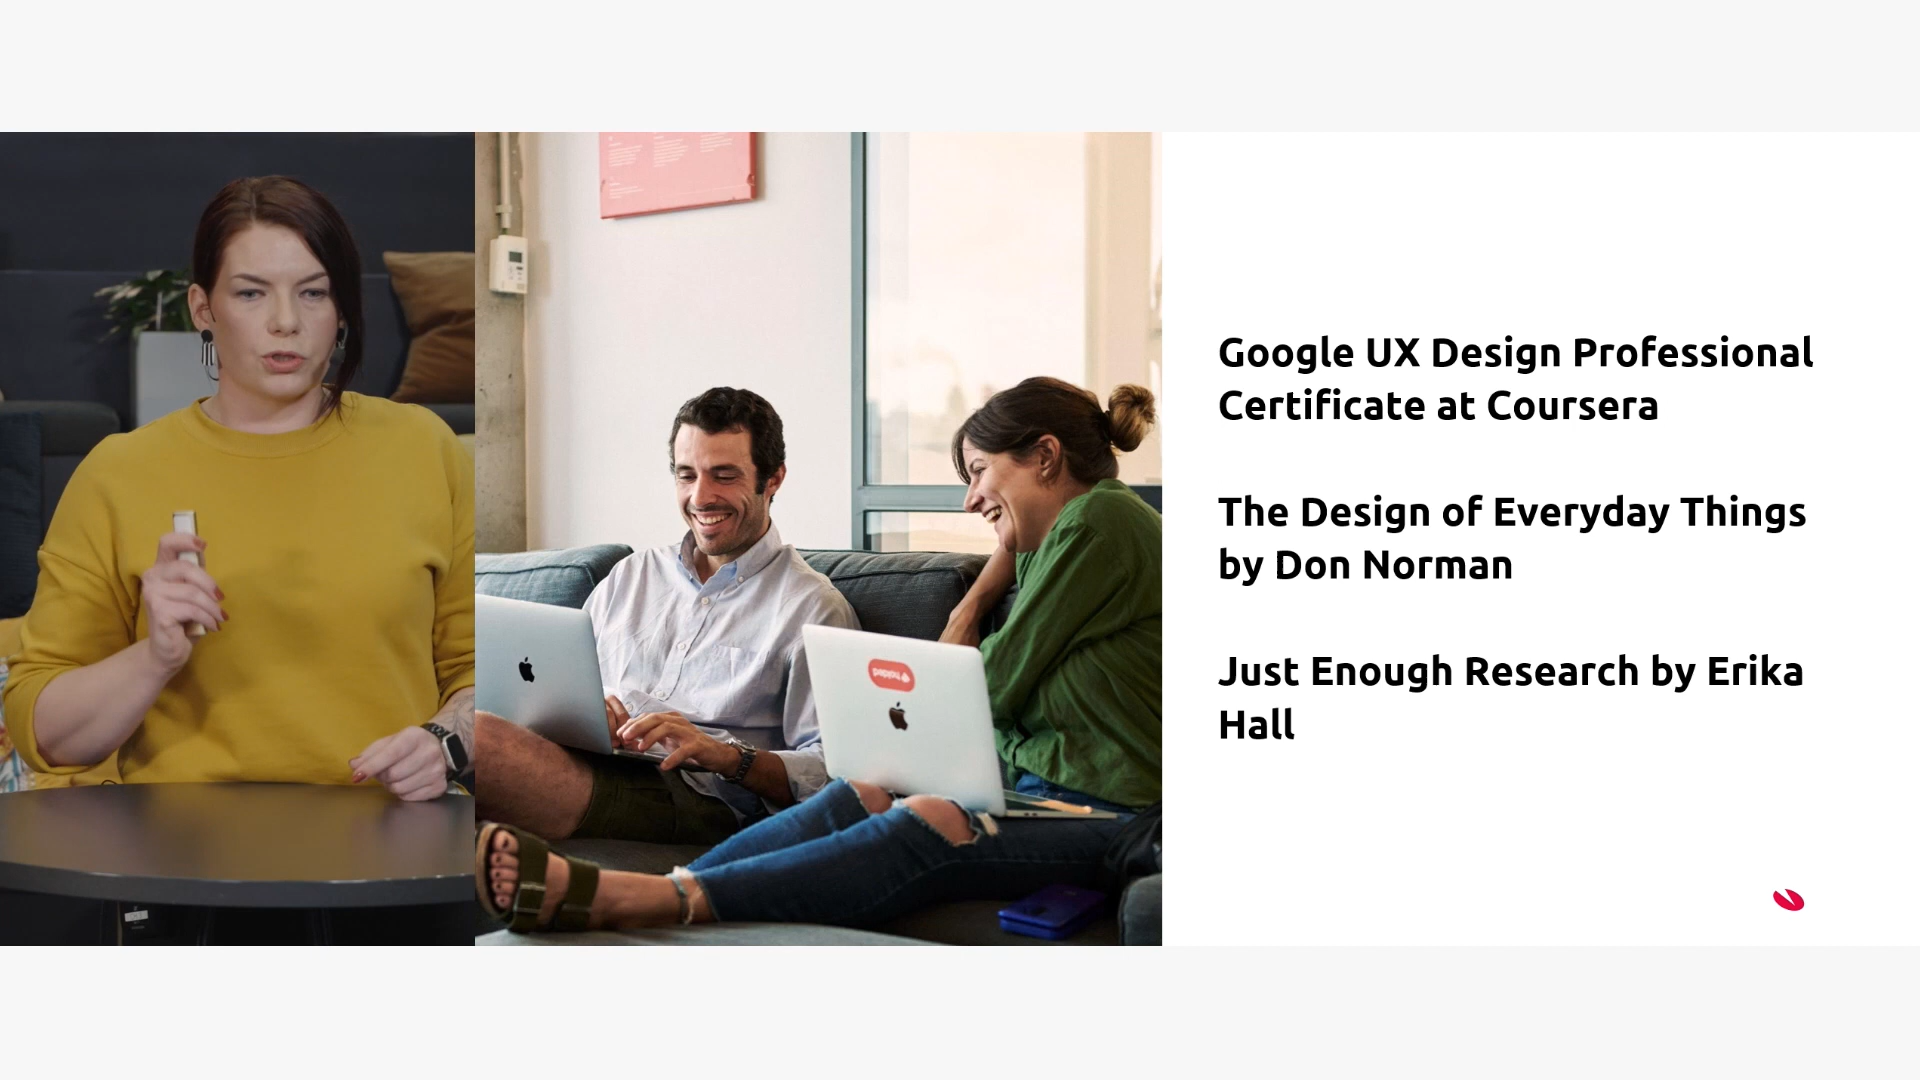 Google UX Design Professional
Certificate at Coursera
The Design of Everyday Things
by Don Norman
Just Enough Research by Erika
Hall